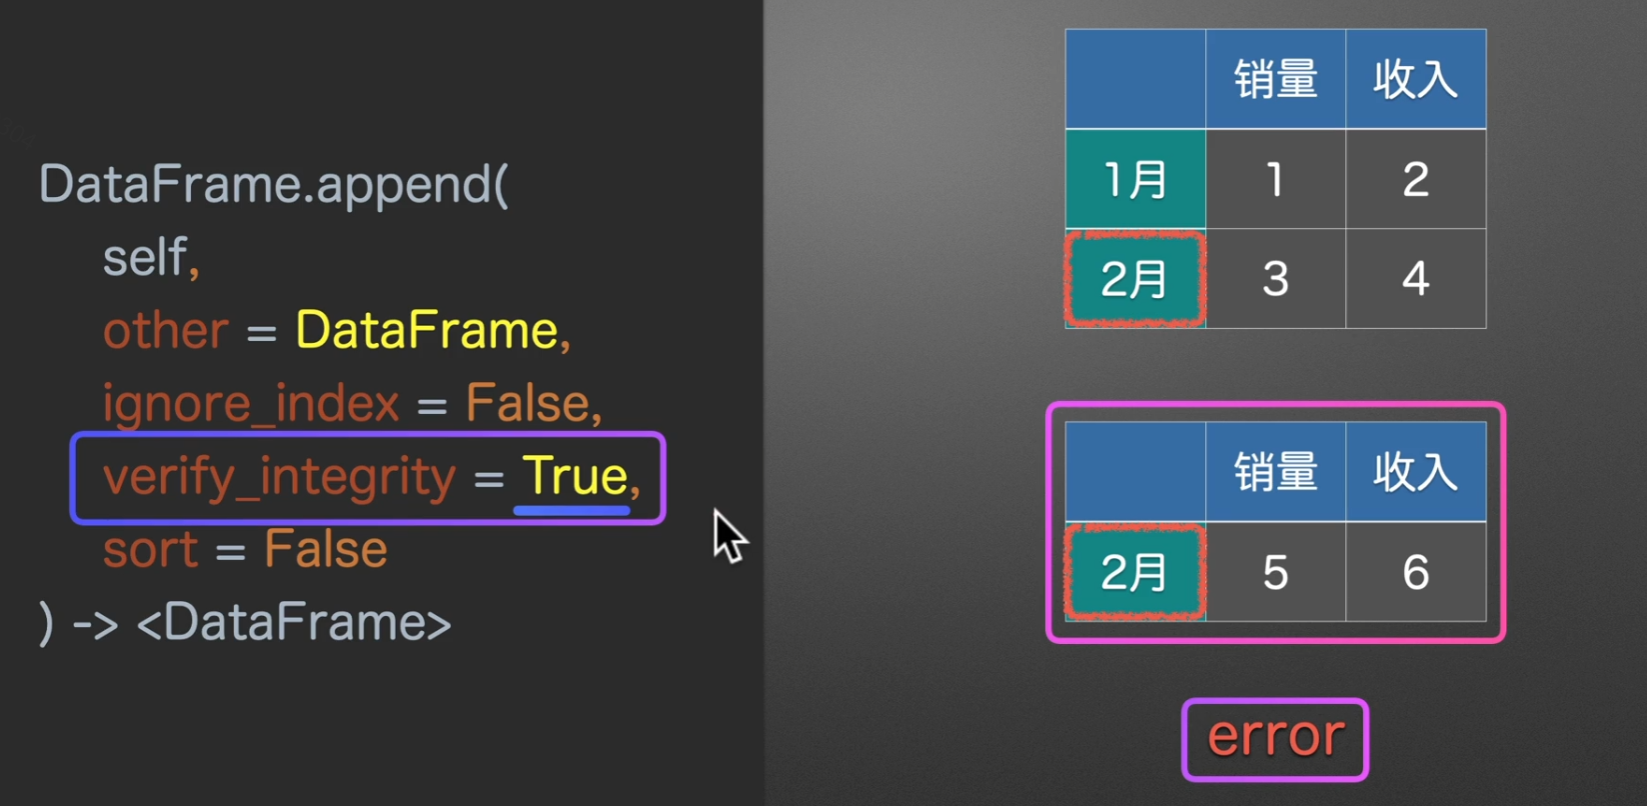 DataFrame.append(
self,
other = DataFrame,
ignore_index = False,
verify_integrity = True,
sort = False
) -> <DataFrame>
销量 收入
1月 1 2
2月 3 4
销量 收入
2月 5 6
error